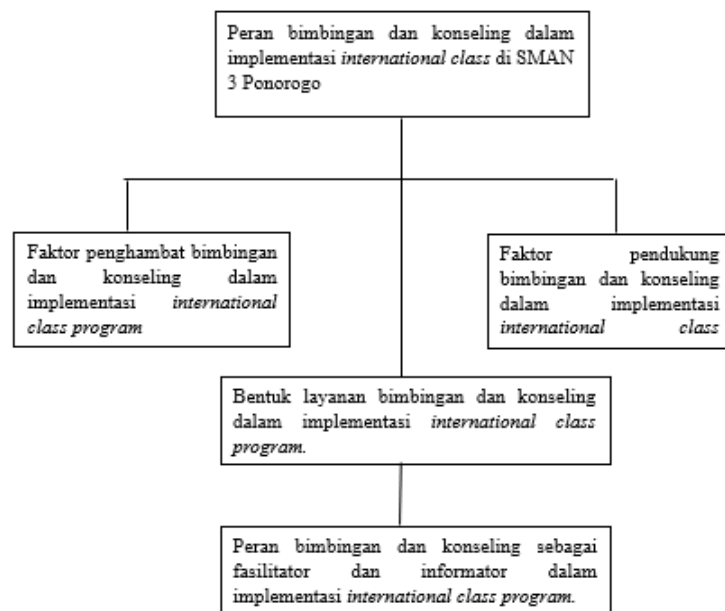 Peran bimbingan dan konseling dalam
implementasi international class di SMAN
3 Ponorogo
Faktor penghambat bimbingan
dan konseling dalam
implementasi international
class program
Faktor pendukung
bimbingan dan konseling
dalam implementasi
international class
Bentuk layanan bimbingan dan konseling
dalam implementasi international class
program.
Peran bimbingan dan konseling sebagai
fasilitator dan informator dalam
implementasi international class program.